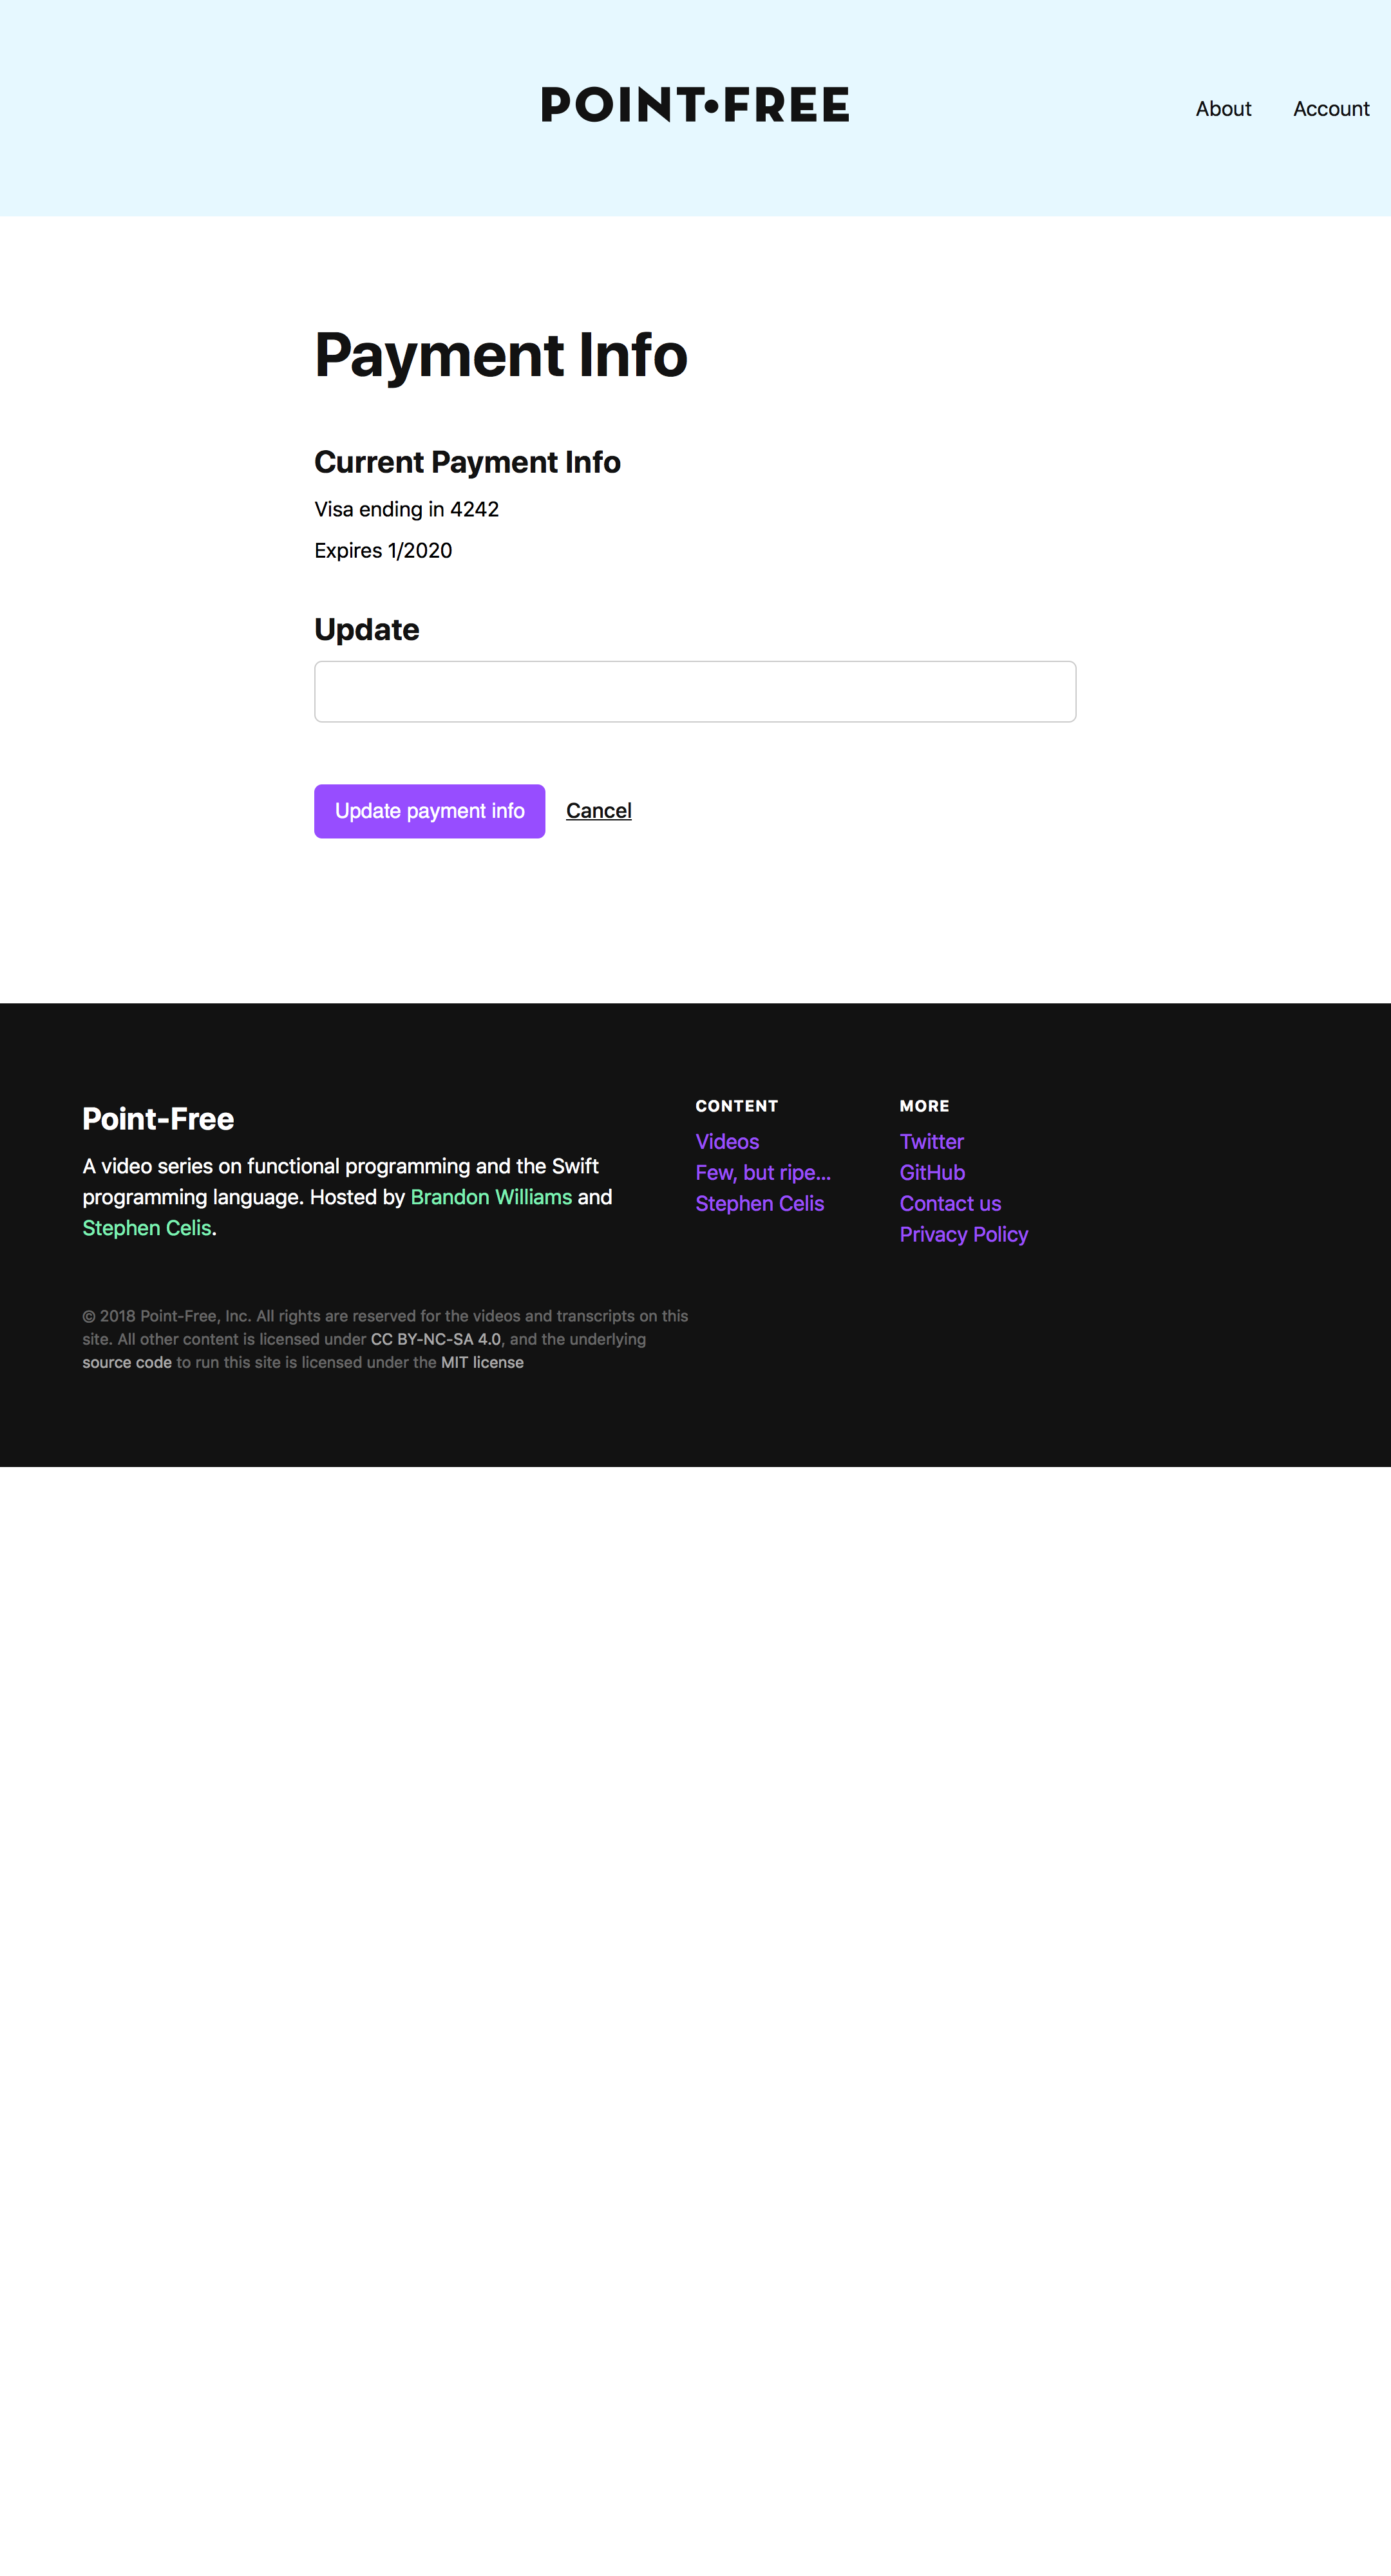 POINT•FREE
About
Account
Payment Info
Current Payment Info
Visa ending in 4242
Expires 1/2020
Update
Update payment info
Cancel
Point-Free
A video series on functional programming and the Swift
programming language. Hosted by Brandon Williams and
Stephen Celis.
CONTENT
Videos
Few, but ripe...
Stephen Celis
MORE
Twitter
GitHub
Contact us
Privacy Policy
© 2018 Point-Free, Inc. All rights are reserved for the videos and transcripts on this
site. All other content is licensed under CC BY-NC-SA 4.0, and the underlying
source code to run this site is licensed under the MIT license